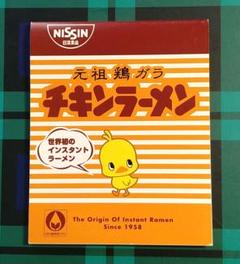 NISSIN
日清食品
元祖鶏ガラ
チキンラーメン
世界初の
インスタント
ラーメン
The Origin Of Instant Ramen
Since 1958